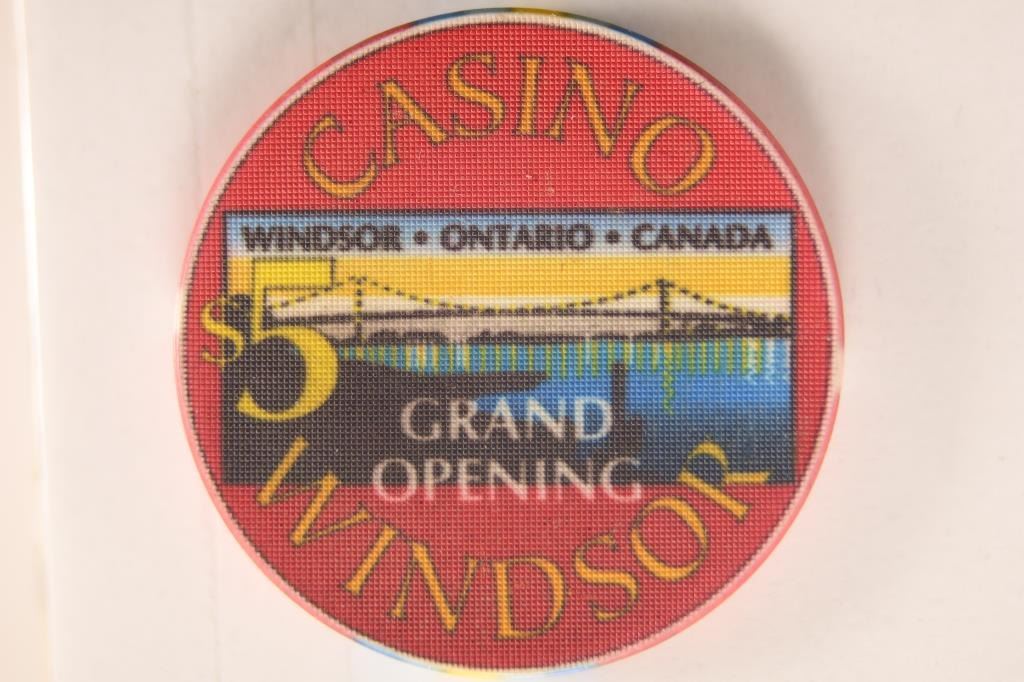 CASINO
WINDSOR • ONTARIO • CANADA
$5
GRAND
OPENING
WINDSOR